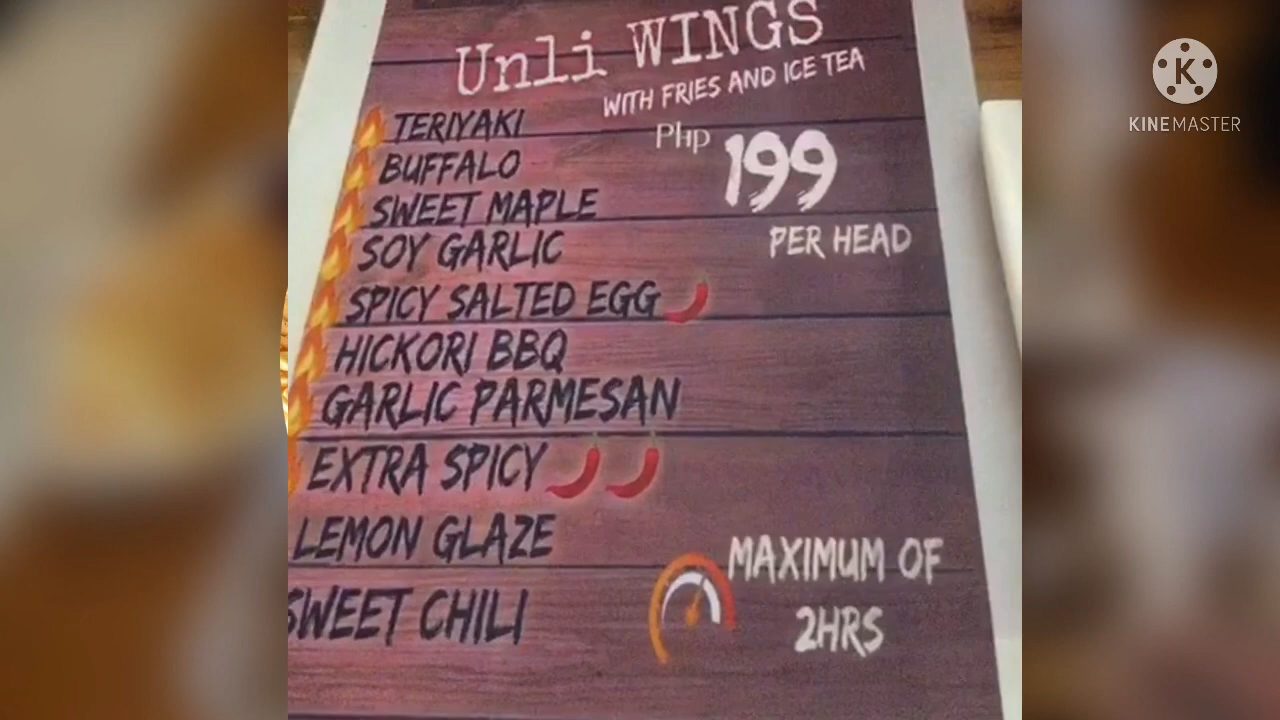 Unli WINGS
WITH FRIES AND ICE TEA
Php 199
PER HEAD
TERIYAKI
BUFFALO
SWEET MAPLE
SOY GARLIC
SPICY SALTED EGG
HICKORI BBQ
GARLIC PARMESAN
EXTRA SPICY
LEMON GLAZE
SWEET CHILI
MAXIMUM OF
2HRS
K
KINEMASTER